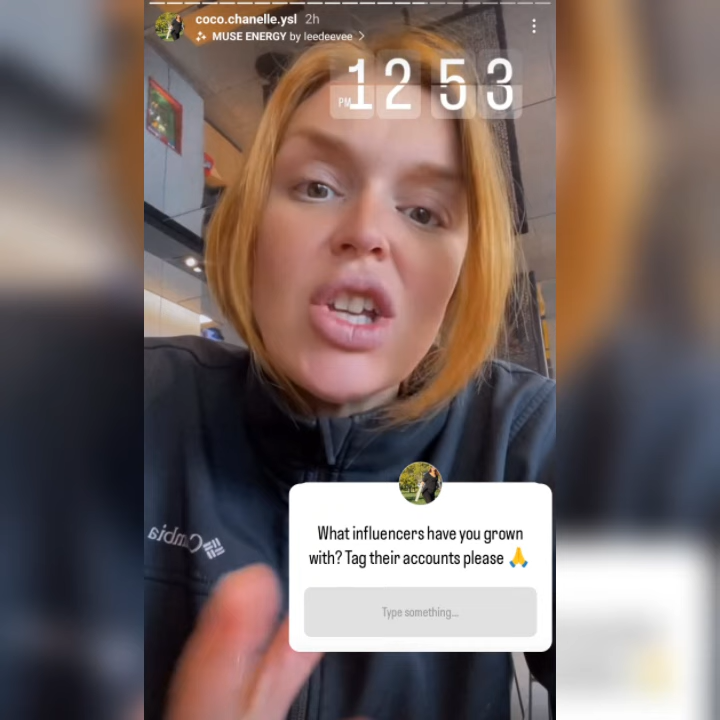 coco.chanelle.ysl 2h
MUSE ENERGY by leedeevee >
PM 12 53
Columbia
What influencers have you grown
with? Tag their accounts please 🙏
Type something...